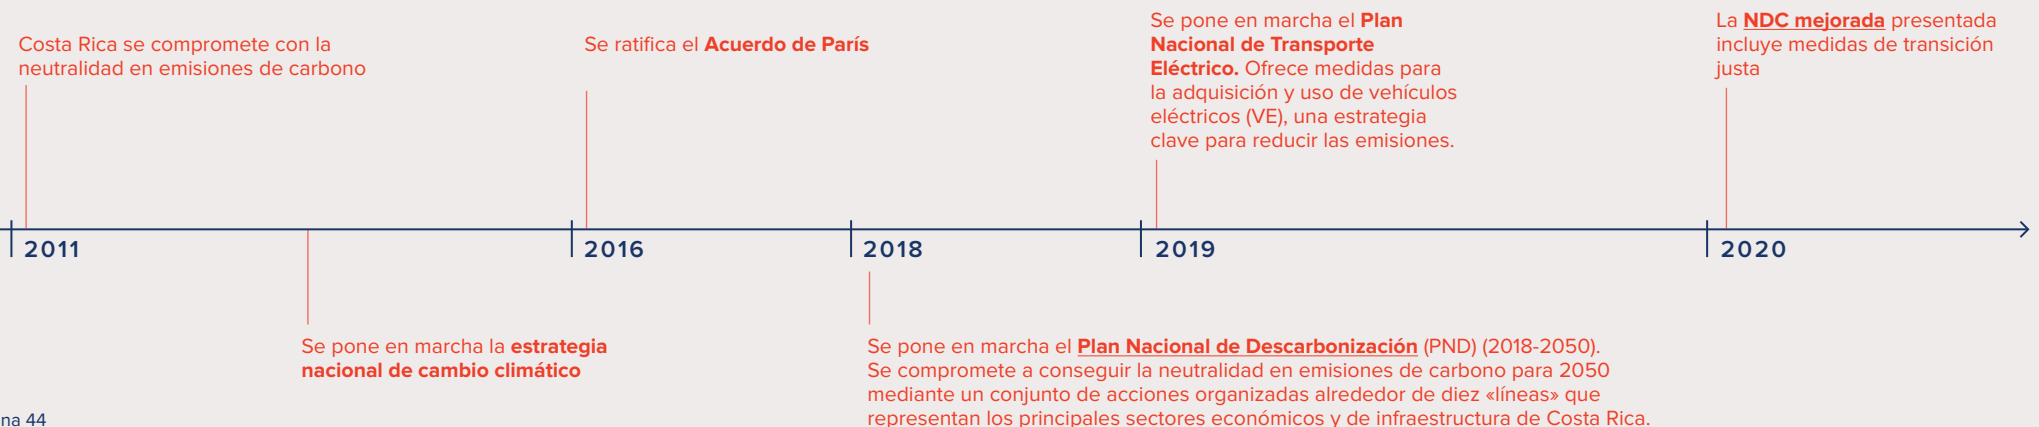 Costa Rica se compromete con la
neutralidad en emisiones de carbono
Se ratifica el Acuerdo de París
Se pone en marcha el Plan
Nacional de Transporte
Eléctrico. Ofrece medidas para
la adquisición y uso de vehículos
eléctricos (VE), una estrategia
clave para reducir las emisiones.
La NDC mejorada presentada
incluye medidas de transición
justa
2011
2016
2018
2019
2020
Se pone en marcha la estrategia
nacional de cambio climático
Se pone en marcha el Plan Nacional de Descarbonización (PND) (2018-2050).
Se compromete a conseguir la neutralidad en emisiones de carbono para 2050
mediante un conjunto de acciones organizadas alrededor de diez «líneas» que
representan los principales sectores económicos y de infraestructura de Costa Rica.
na 44